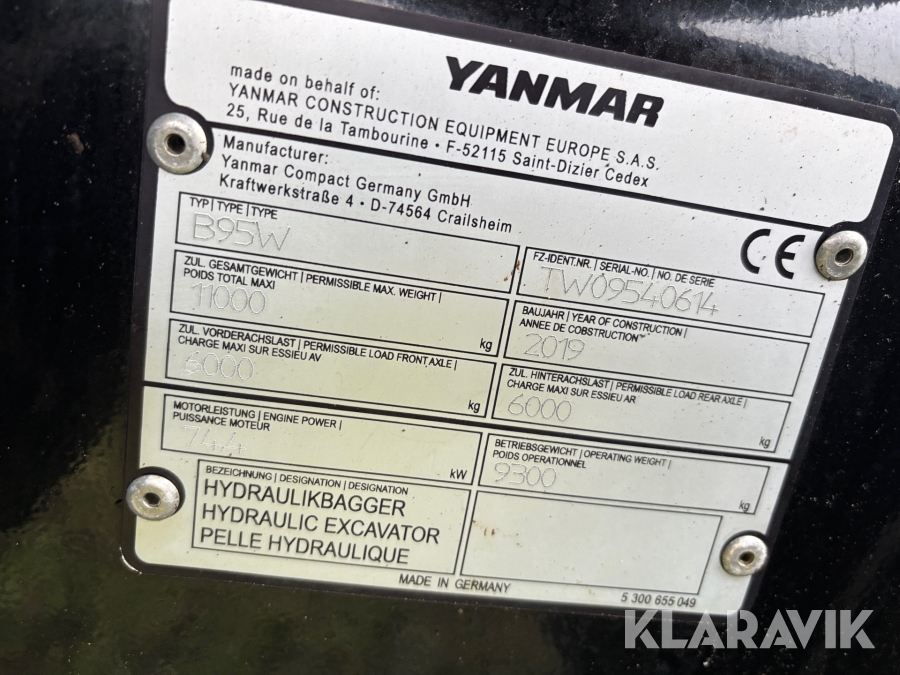 YANMAR
made on behalf of:
YANMAR CONSTRUCTION EQUIPMENT EUROPE S.A.S.
25, Rue de la Tambourine • F-52115 Saint-Dizier Cedex
Manufacturer:
Yanmar Compact Germany GmbH
Kraftwerkstraße 4 • D-74564 Crailsheim
CE
TYP | TYPE | TYPE
B95W
FZ-IDENT.NR. | SERIAL-NO. | NO. DE SERIE
TW09540614
ZUL. GESAMTGEWICHT | PERMISSIBLE MAX. WEIGHT |
POIDS TOTAL MAXI
11000
kg
BAUJAHR | YEAR OF CONSTRUCTION |
ANNEE DE COBSTRUCTION
2019
ZUL. VORDERACHSLAST | PERMISSIBLE LOAD FRONT AXLE |
CHARGE MAXI SUR ESSIEU AV
6000
kg
ZUL. HINTERACHSLAST | PERMISSIBLE LOAD REAR AXLE |
CHARGE MAXI SUR ESSIEU AR
6000
kg
MOTORLEISTUNG | ENGINE POWER |
PUISSANCE MOTEUR
kW
BETRIEBSGEWICHT | OPERATING WEIGHT |
POIDS OPERATIONNEL
9300
kg
BEZEICHNUNG | DESIGNATION | DESIGNATION
HYDRAULIKBAGGER
HYDRAULIC EXCAVATOR
PELLE HYDRAULIQUE
MADE IN GERMANY
5 300 655 049
KLARAVIK